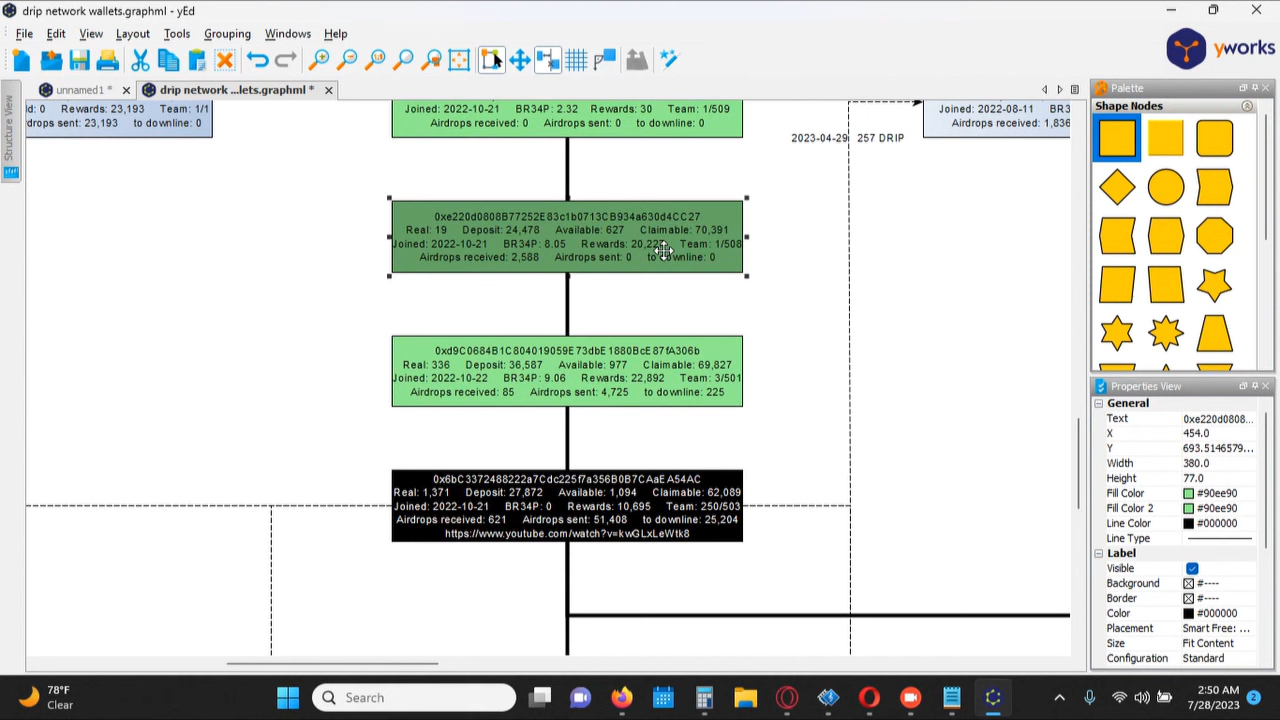 drip network wallets.graphml - yEd
File Edit View Layout Tools Grouping Windows Help
yworks
unnamed1 *
drip network ...lets.graphml *
Structure View
ld: 0 Rewards: 23,193 Team: 1/1
drops sent: 23,193 to downline: 0
Joined: 2022-10-21 BR34P: 2.32 Rewards: 30 Team: 1/509
Airdrops received: 0 Airdrops sent: 0 to downline: 0
Joined: 2022-08-11 BR3
Airdrops received: 1,836
2023-04-29 257 DRIP
0xe220d0808B77252E83c1b0713CB934a630d4CC27
Real: 19 Deposit: 24,478 Available: 627 Claimable: 70,391
Joined: 2022-10-21 BR34P: 8.05 Rewards: Team: 1/508
Airdrops received: 2,588 Airdrops sent: 0 to downline: 0
0xd9C0684B1C804019059E73dbE1880BcE87fA306b
Real: 336 Deposit: 36,587 Available: 977 Claimable: 69,827
Joined: 2022-10-22 BR34P: 9.06 Rewards: 22,892 Team: 3/501
Airdrops received: 85 Airdrops sent: 4,725 to downline: 225
0x6bC3372488222a7Cdc225f7a356B0B7CAaEA54AC
Real: 1,371 Deposit: 27,872 Available: 1,094 Claimable: 62,089
Joined: 2022-10-21 BR34P: 0 Rewards: 10,695 Team: 250/503
Airdrops received: 621 Airdrops sent: 51,408 to downline: 25,204
https://www.youtube.com/watch?v=kwGLxLeWtk8
Palette
Shape Nodes
Properties View
General
Text 0xe220d0808...
X 454.0
Y 693.5146579...
Width 380.0
Height 77.0
Fill Color #90ee90
Fill Color 2 #90ee90
Line Color #000000
Line Type
Label
Visible
Background #----
Border #----
Color #000000
Placement Smart Free: ...
Size Fit Content
Configuration Standard
78°F
Clear
Search
2:50 AM
7/28/2023
2